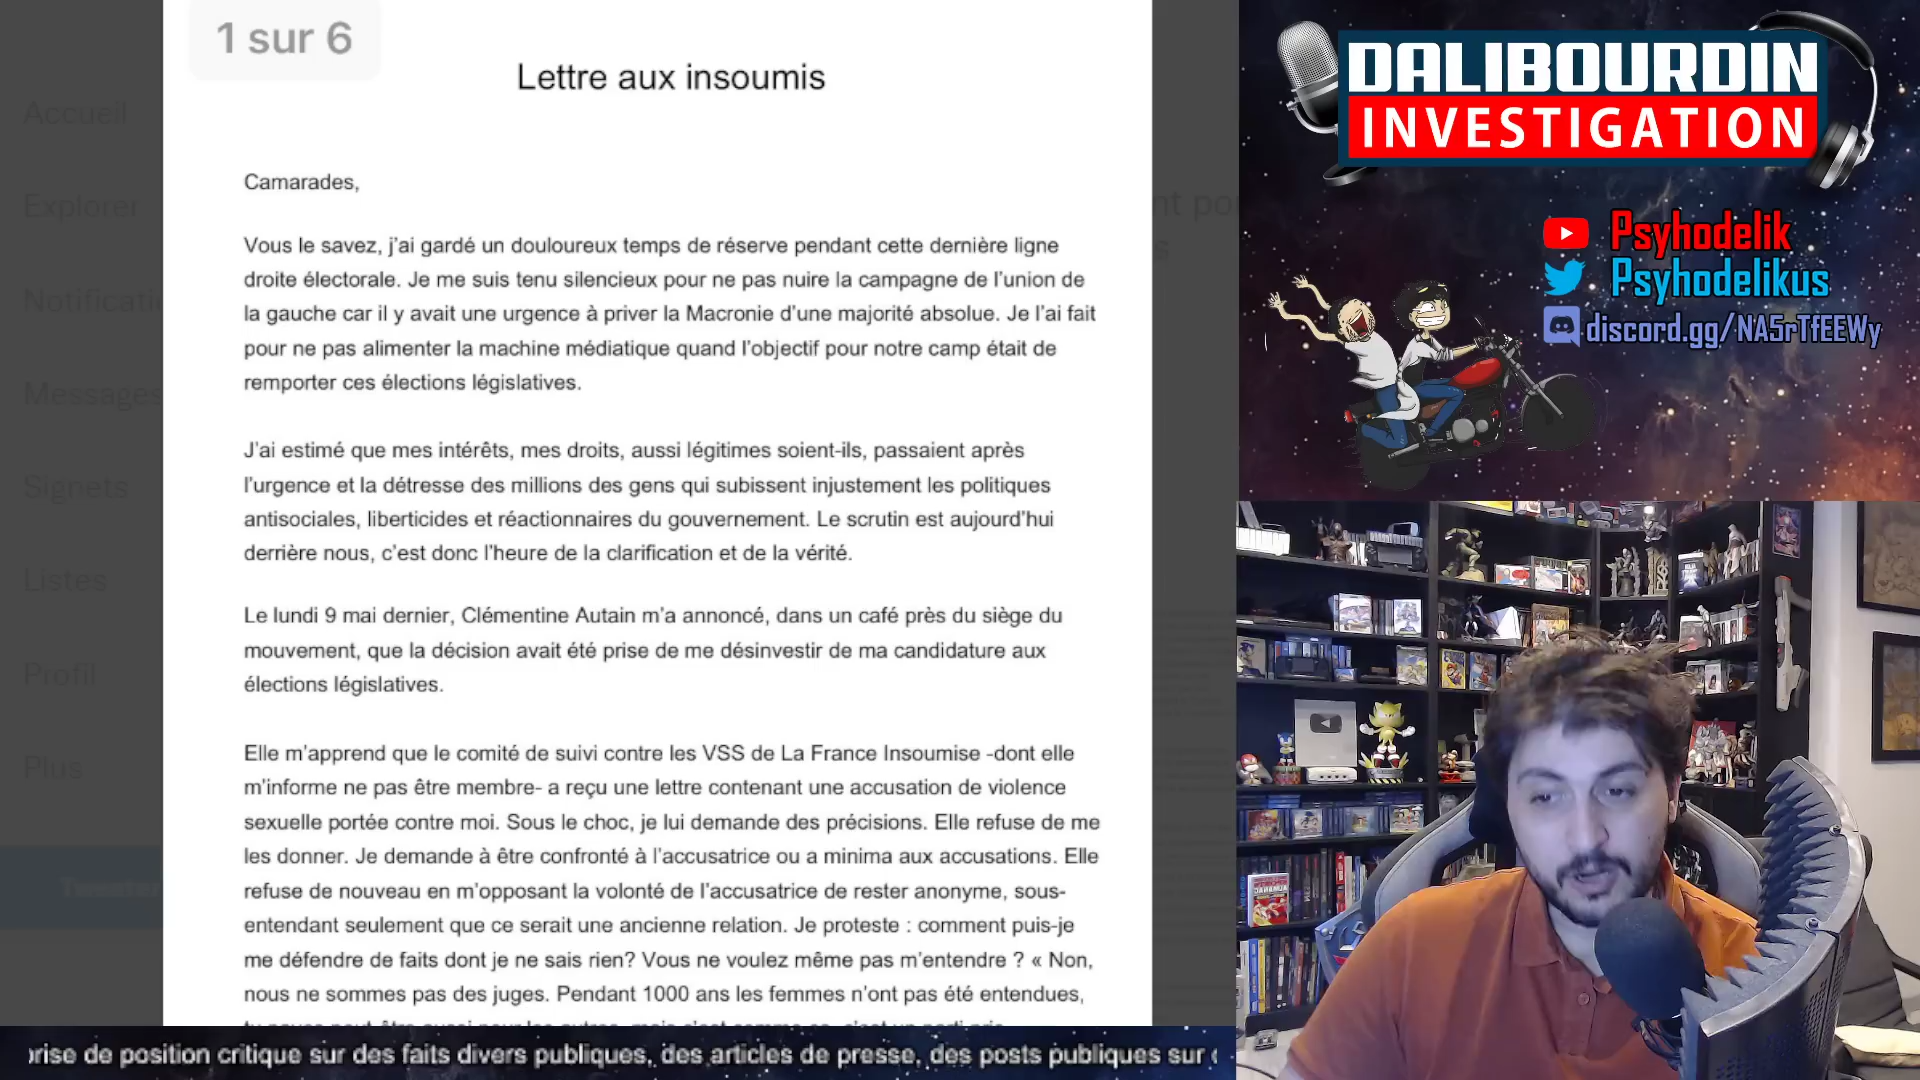 1 sur 6
Lettre aux insoumis
Camarades,
Vous le savez, j'ai gardé un douloureux temps de réserve pendant cette dernière ligne
droite électorale. Je me suis tenu silencieux pour ne pas nuire la campagne de l'union de
la gauche car il y avait une urgence à priver la Macronie d'une majorité absolue. Je l'ai fait
pour ne pas alimenter la machine médiatique quand l'objectif pour notre camp était de
remporter ces élections législatives.
J'ai estimé que mes intérêts, mes droits, aussi légitimes soient-ils, passaient après
l'urgence et la détresse des millions des gens qui subissent injustement les politiques
antisociales, liberticides et réactionnaires du gouvernement. Le scrutin est aujourd'hui
derrière nous, c'est donc l'heure de la clarification et de la vérité.
Le lundi 9 mai dernier, Clémentine Autain m'a annoncé, dans un café près du siège du
mouvement, que la décision avait été prise de me désinvestir de ma candidature aux
élections législatives.
Elle m'apprend que le comité de suivi contre les VSS de La France Insoumise -dont elle
m'informe ne pas être membre- a reçu une lettre contenant une accusation de violence
sexuelle portée contre moi. Sous le choc, je lui demande des précisions. Elle refuse de me
les donner. Je demande à être confronté à l'accusatrice ou a minima aux accusations. Elle
refuse de nouveau en m'opposant la volonté de l'accusatrice de rester anonyme, sous-
entendant seulement que ce serait une ancienne relation. Je proteste : comment puis-je
me défendre de faits dont je ne sais rien? Vous ne voulez même pas m'entendre ? « Non,
nous ne sommes pas des juges. Pendant 1000 ans les femmes n'ont pas été entendues,
Accueil
Explorer
Messages
Signets
Listes
Profil
Plus
DALIBOURDIN
INVESTIGATION
Psyhodelik
Psyhodelikus
discord.gg/NA5rTfEEWy
de position critique sur des faits divers publiques, des articles de presse, des posts publiques sur